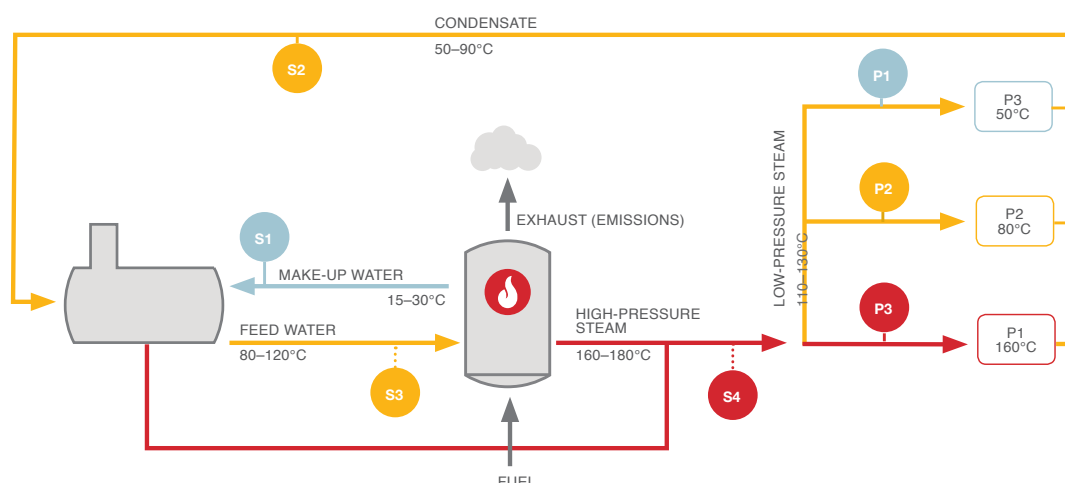 CONDENSATE
50–90°C
S2
P1
P3
50°C
LOW-PRESSURE STEAM
110–130°C
P2
P2
80°C
EXHAUST (EMISSIONS)
S1
MAKE-UP WATER
15–30°C
FEED WATER
80–120°C
HIGH-PRESSURE
STEAM
160–180°C
P3
P1
160°C
S3
S4
FUEL